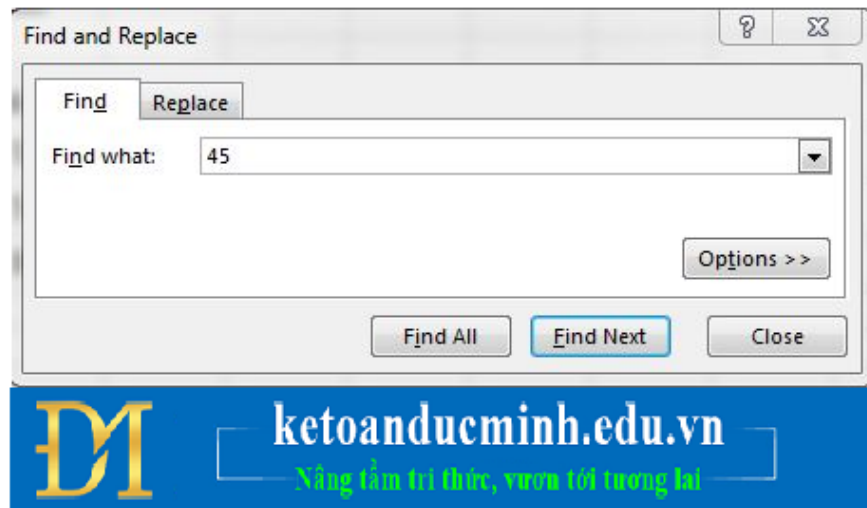 Find and Replace
Find Replace
Find what: 45
Options >>
Find All Find Next Close
ĐM ketoanducminh.edu.vn
Nâng tầm tri thức, vươn tới tương lai